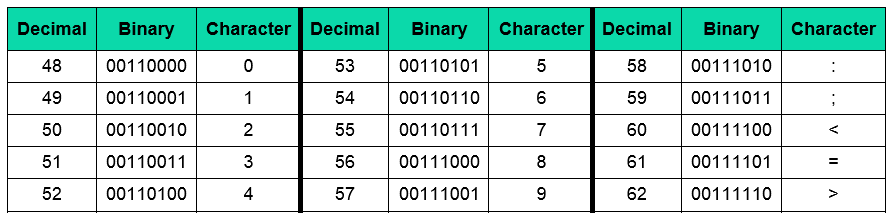 Decimal Binary Character Decimal Binary Character Decimal Binary Character
48 00110000 0 53 00110101 5 58 00111010 :
49 00110001 1 54 00110110 6 59 00111011 ;
50 00110010 2 55 00110111 7 60 00111100 <
51 00110011 3 56 00111000 8 61 00111101 =
52 00110100 4 57 00111001 9 62 00111110 >